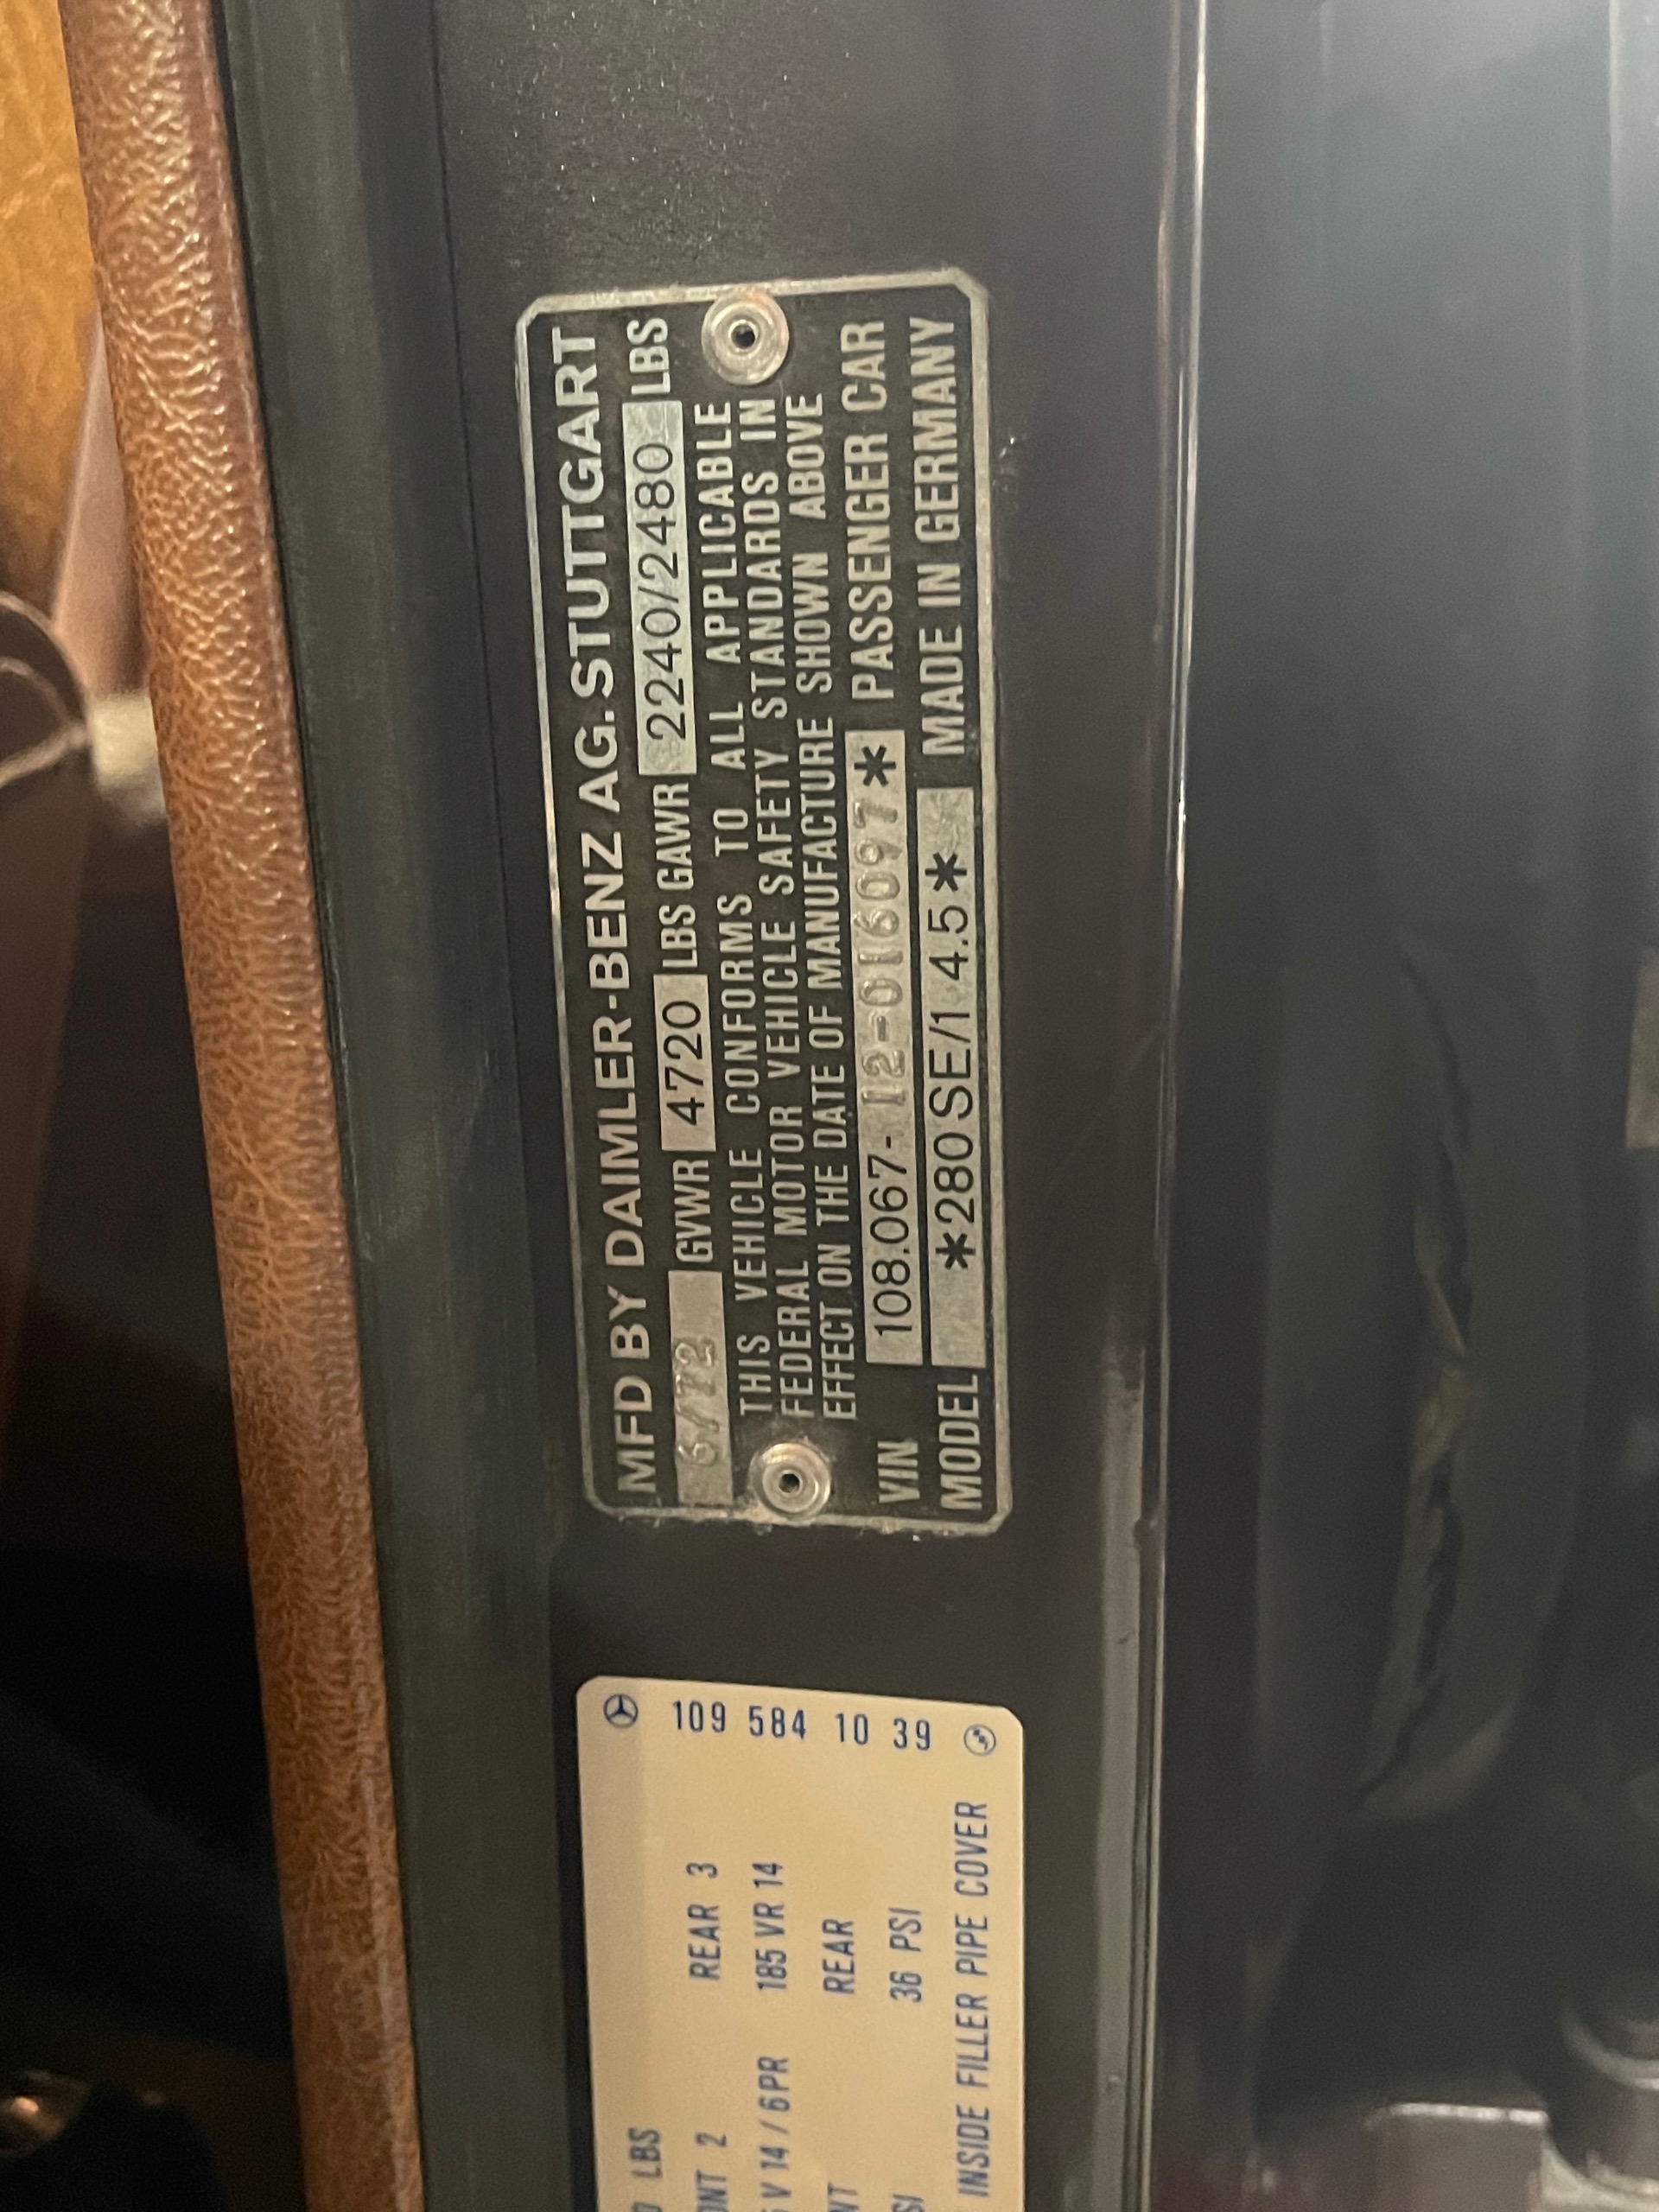 MFD BY DAIMLER-BENZ AG. STUTTGART
6/72 GVWR 4720 LBS GAWR 2240/2480 LBS
THIS VEHICLE CONFORMS TO ALL APPLICABLE
FEDERAL MOTOR VEHICLE SAFETY STANDARDS IN
EFFECT ON THE DATE OF MANUFACTURE SHOWN ABOVE
VIN 108.067-12-016097* PASSENGER CAR
MODEL *280 SE/1 4.5* MADE IN GERMANY
109 584 10 39
LBS
2 REAR 3
V 14 / 6PR 185 VR 14
REAR
36 PSI
INSIDE FILLER PIPE COVER